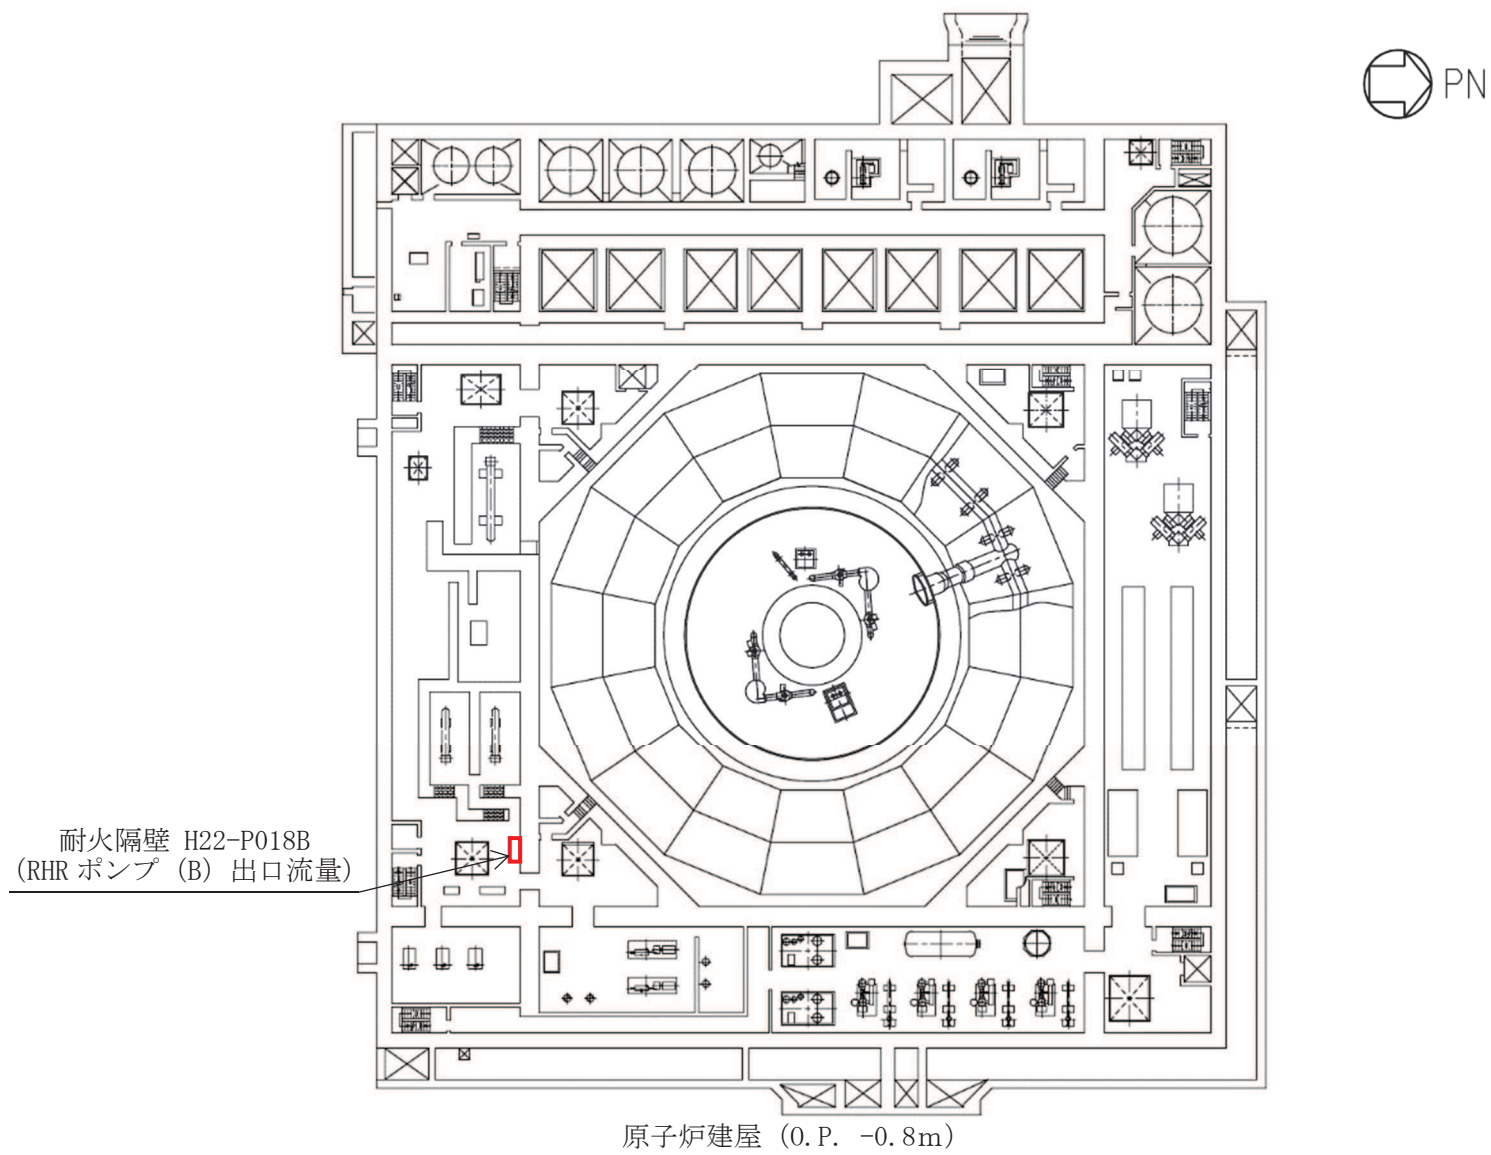 PN
耐火隔壁 H22-P018B
(RHR ポンプ (B) 出口流量)
原子炉建屋 (O.P. -0.8m)